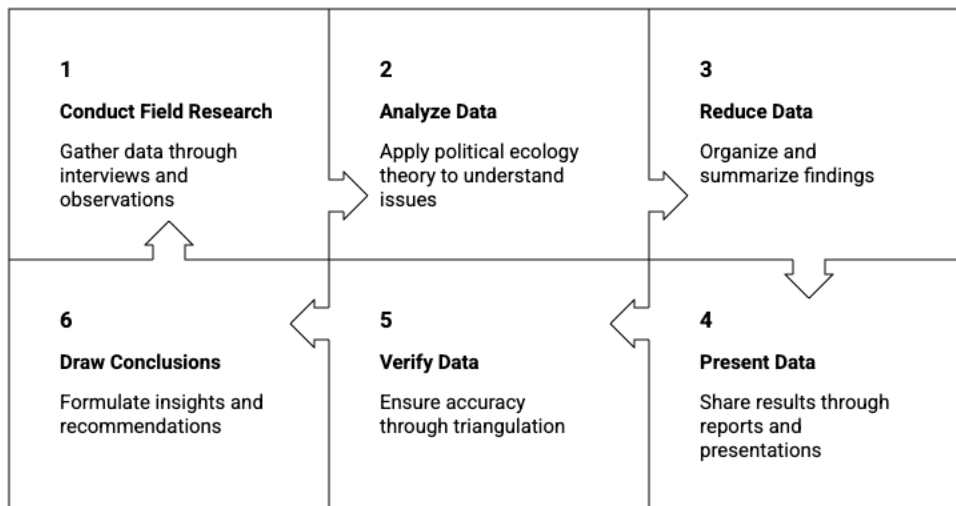 1
Conduct Field Research
Gather data through
interviews and
observations
2
Analyze Data
Apply political ecology
theory to understand
issues
3
Reduce Data
Organize and
summarize findings
4
Present Data
Share results through
reports and
presentations
5
Verify Data
Ensure accuracy
through triangulation
6
Draw Conclusions
Formulate insights and
recommendations